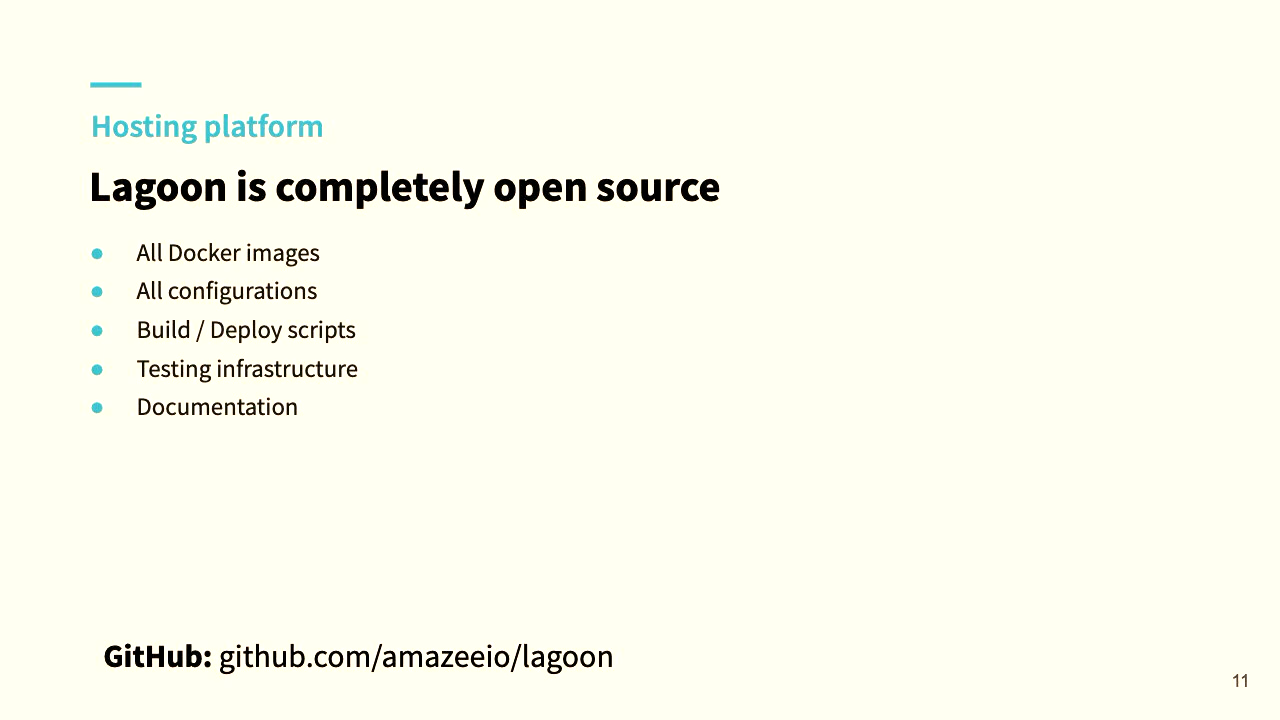 Hosting platform
Lagoon is completely open source
● All Docker images
● All configurations
● Build / Deploy scripts
● Testing infrastructure
● Documentation
GitHub: github.com/amazeeio/lagoon
11